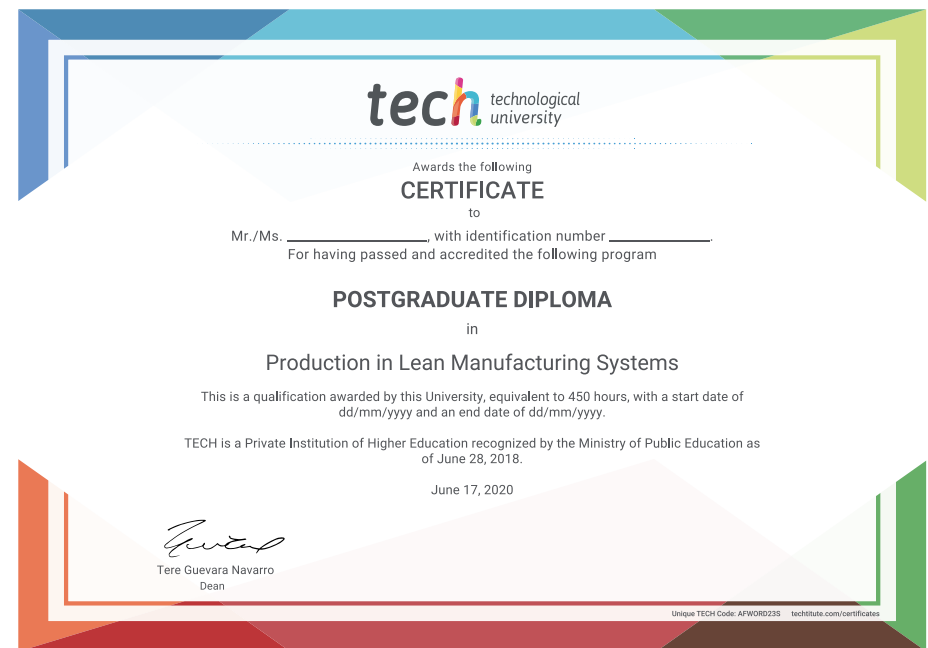 tech technological
university
Awards the following
CERTIFICATE
to
Mr./Ms. ____________, with identification number ____________.
For having passed and accredited the following program
POSTGRADUATE DIPLOMA
in
Production in Lean Manufacturing Systems
This is a qualification awarded by this University, equivalent to 450 hours, with a start date of
dd/mm/yyyy and an end date of dd/mm/yyyy.
TECH is a Private Institution of Higher Education recognized by the Ministry of Public Education as
of June 28, 2018.
June 17, 2020
Tere Guevara Navarro
Dean
Unique TECH Code: AFWORD23S techtitute.com/certificates